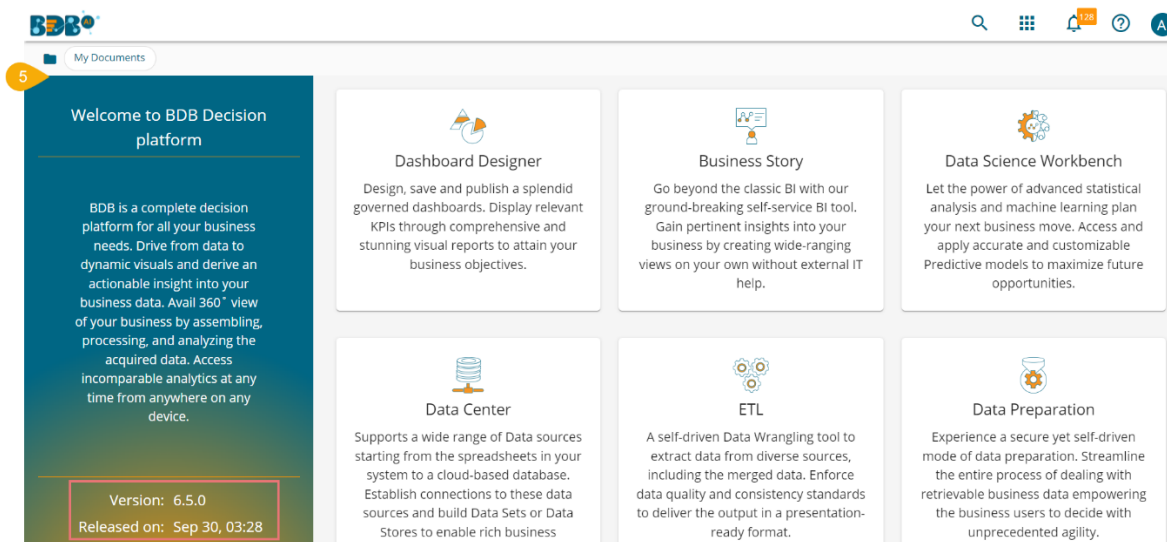 BDB AI
128
A
My Documents
5
Welcome to BDB Decision
platform
BDB is a complete decision
platform for all your business
needs. Drive from data to
dynamic visuals and derive an
actionable insight into your
business data. Avail 360˚ view
of your business by assembling,
processing, and analyzing the
acquired data. Access
incomparable analytics at any
time from anywhere on any
device.
Version: 6.5.0
Released on: Sep 30, 03:28
Dashboard Designer
Design, save and publish a splendid
governed dashboards. Display relevant
KPIs through comprehensive and
stunning visual reports to attain your
business objectives.
Business Story
Go beyond the classic BI with our
ground-breaking self-service BI tool.
Gain pertinent insights into your
business by creating wide-ranging
views on your own without external IT
help.
Data Science Workbench
Let the power of advanced statistical
analysis and machine learning plan
your next business move. Access and
apply accurate and customizable
Predictive models to maximize future
opportunities.
Data Center
Supports a wide range of Data sources
starting from the spreadsheets in your
system to a cloud-based database.
Establish connections to these data
sources and build Data Sets or Data
Stores to enable rich business
ETL
A self-driven Data Wrangling tool to
extract data from diverse sources,
including the merged data. Enforce
data quality and consistency standards
to deliver the output in a presentation-
ready format.
Data Preparation
Experience a secure yet self-driven
mode of data preparation. Streamline
the entire process of dealing with
retrievable business data empowering
the business users to decide with
unprecedented agility.